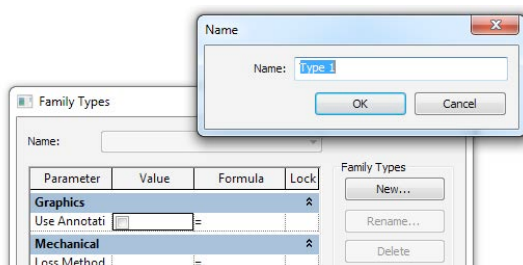 Name
Name: Type 1
OK Cancel
Family Types
Name:
Parameter Value Formula Lock
Graphics
Use Annotati =
Mechanical
Loss Method =
Family Types
New...
Rename...
Delete